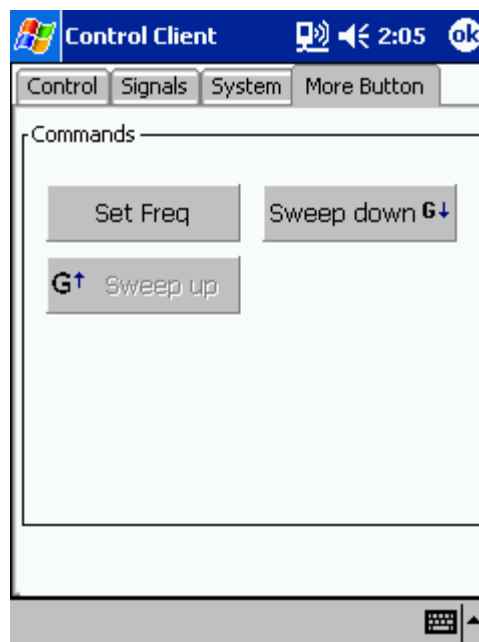 Control Client 2:05 ok
Control Signals System More Button
Commands
Set Freq Sweep down G↓
G↑ Sweep up